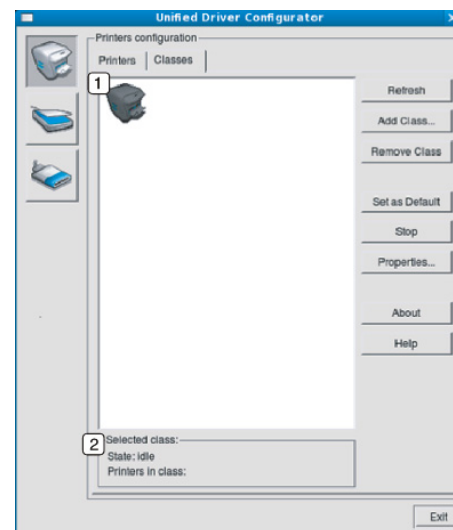 Unified Driver Configurator
Printers configuration
Printers Classes
1
Refresh
Add Class...
Remove Class
Set as Default
Stop
Properties...
About
Help
2 Selected class:
State: idle
Printers in class:
Exit